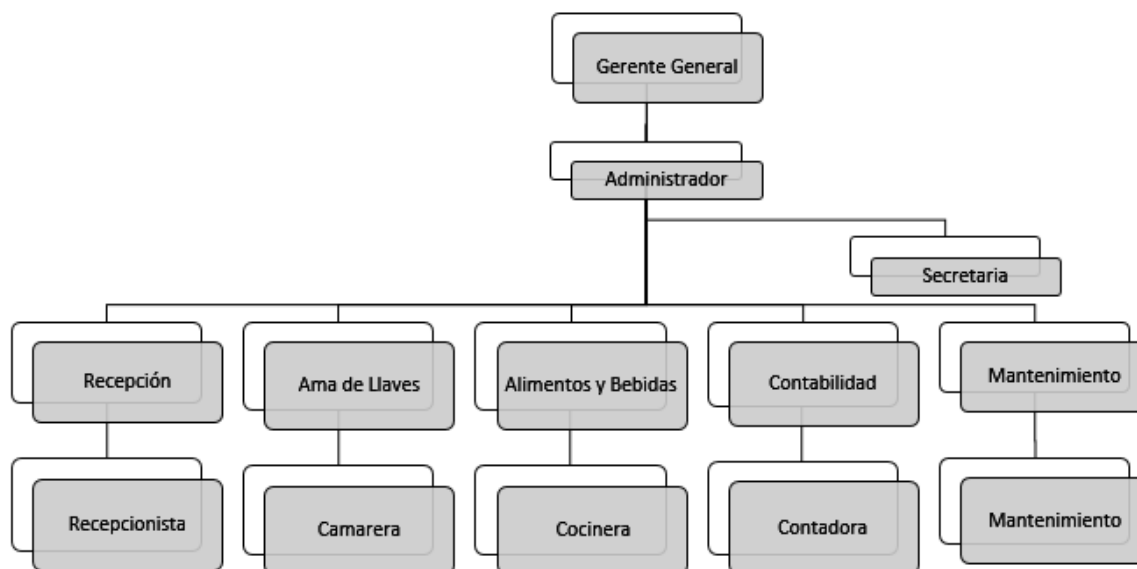 Gerente General
Administrador
Secretaria
Recepción
Ama de Llaves
Alimentos y Bebidas
Contabilidad
Mantenimiento
Recepcionista
Camarera
Cocinera
Contadora
Mantenimiento